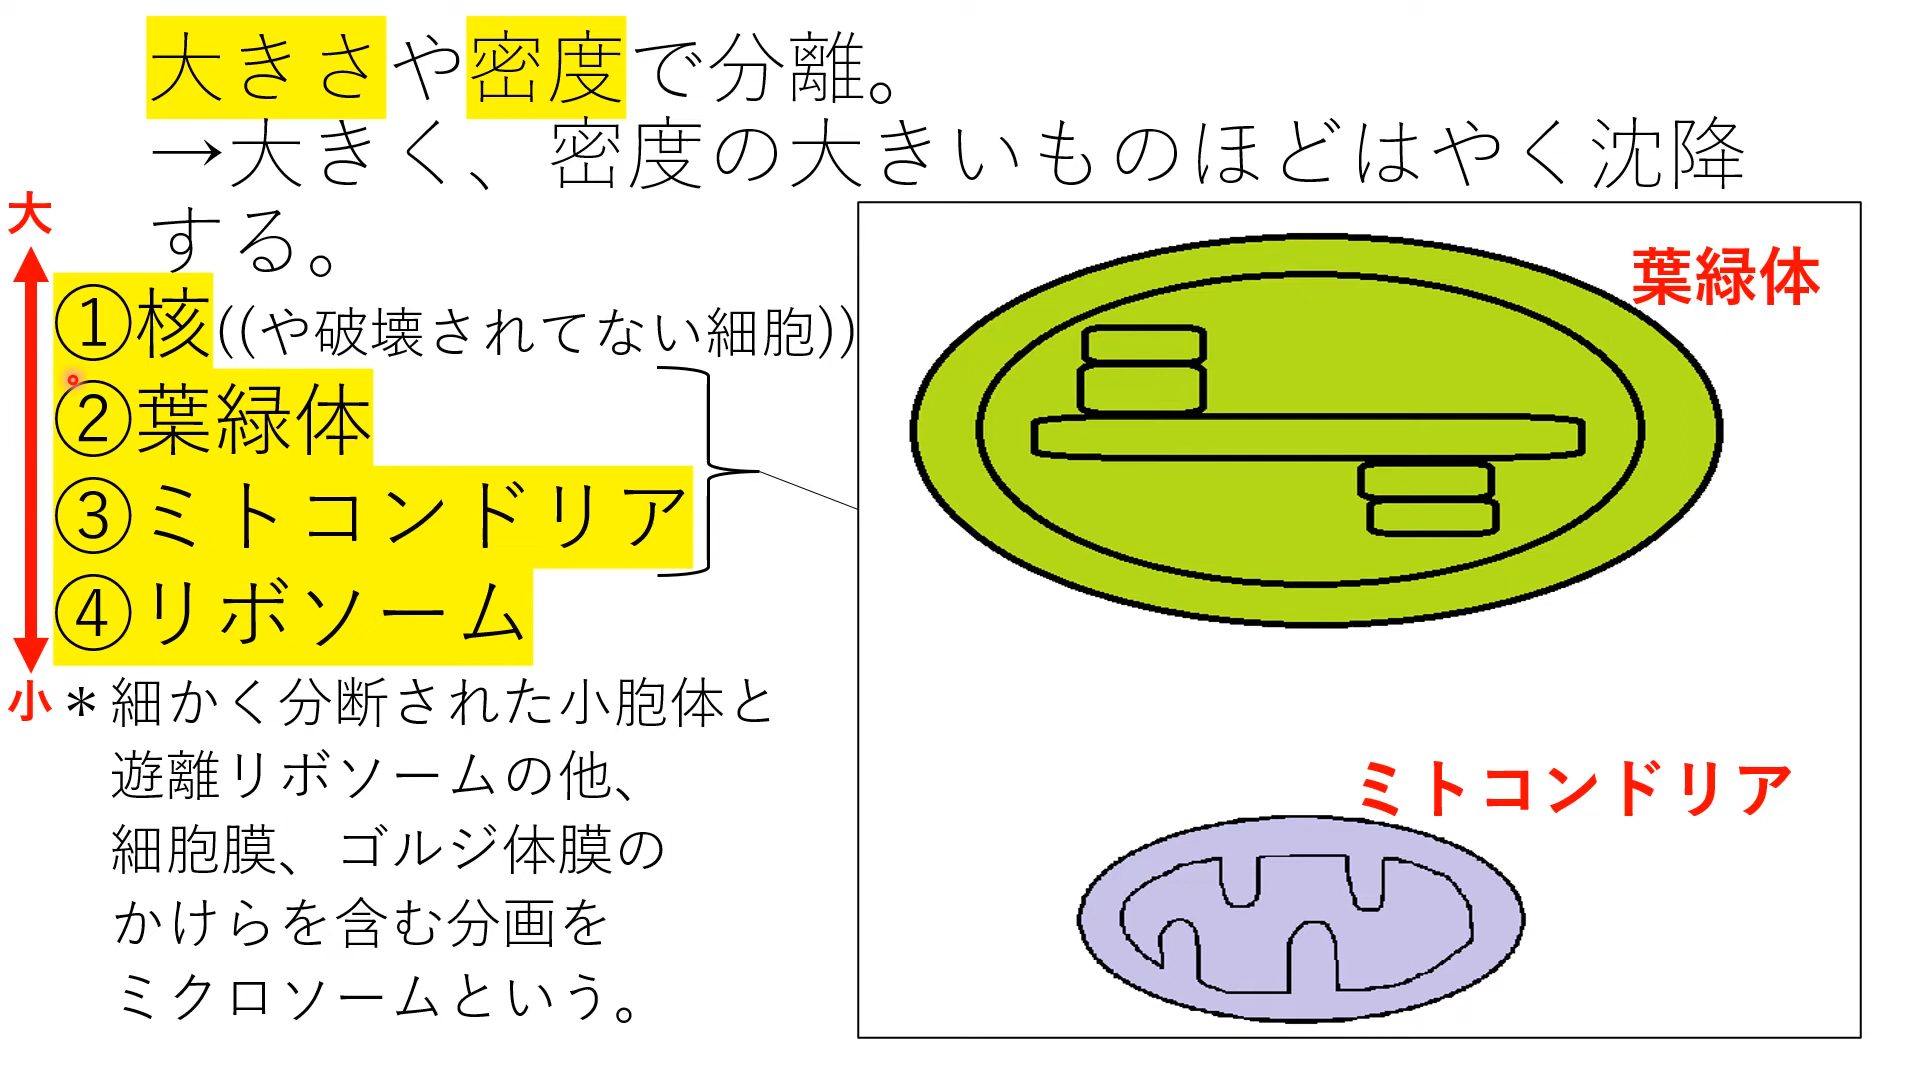 大きさや密度で分離。
→大きく、密度の大きいものほどはやく沈降
する。
大
①核((や破壊されてない細胞))
②葉緑体
③ミトコンドリア
④リボソーム
小
＊細かく分断された小胞体と
遊離リボソームの他、
細胞膜、ゴルジ体膜の
かけらを含む分画を
ミクロソームという。
葉緑体
ミトコンドリア